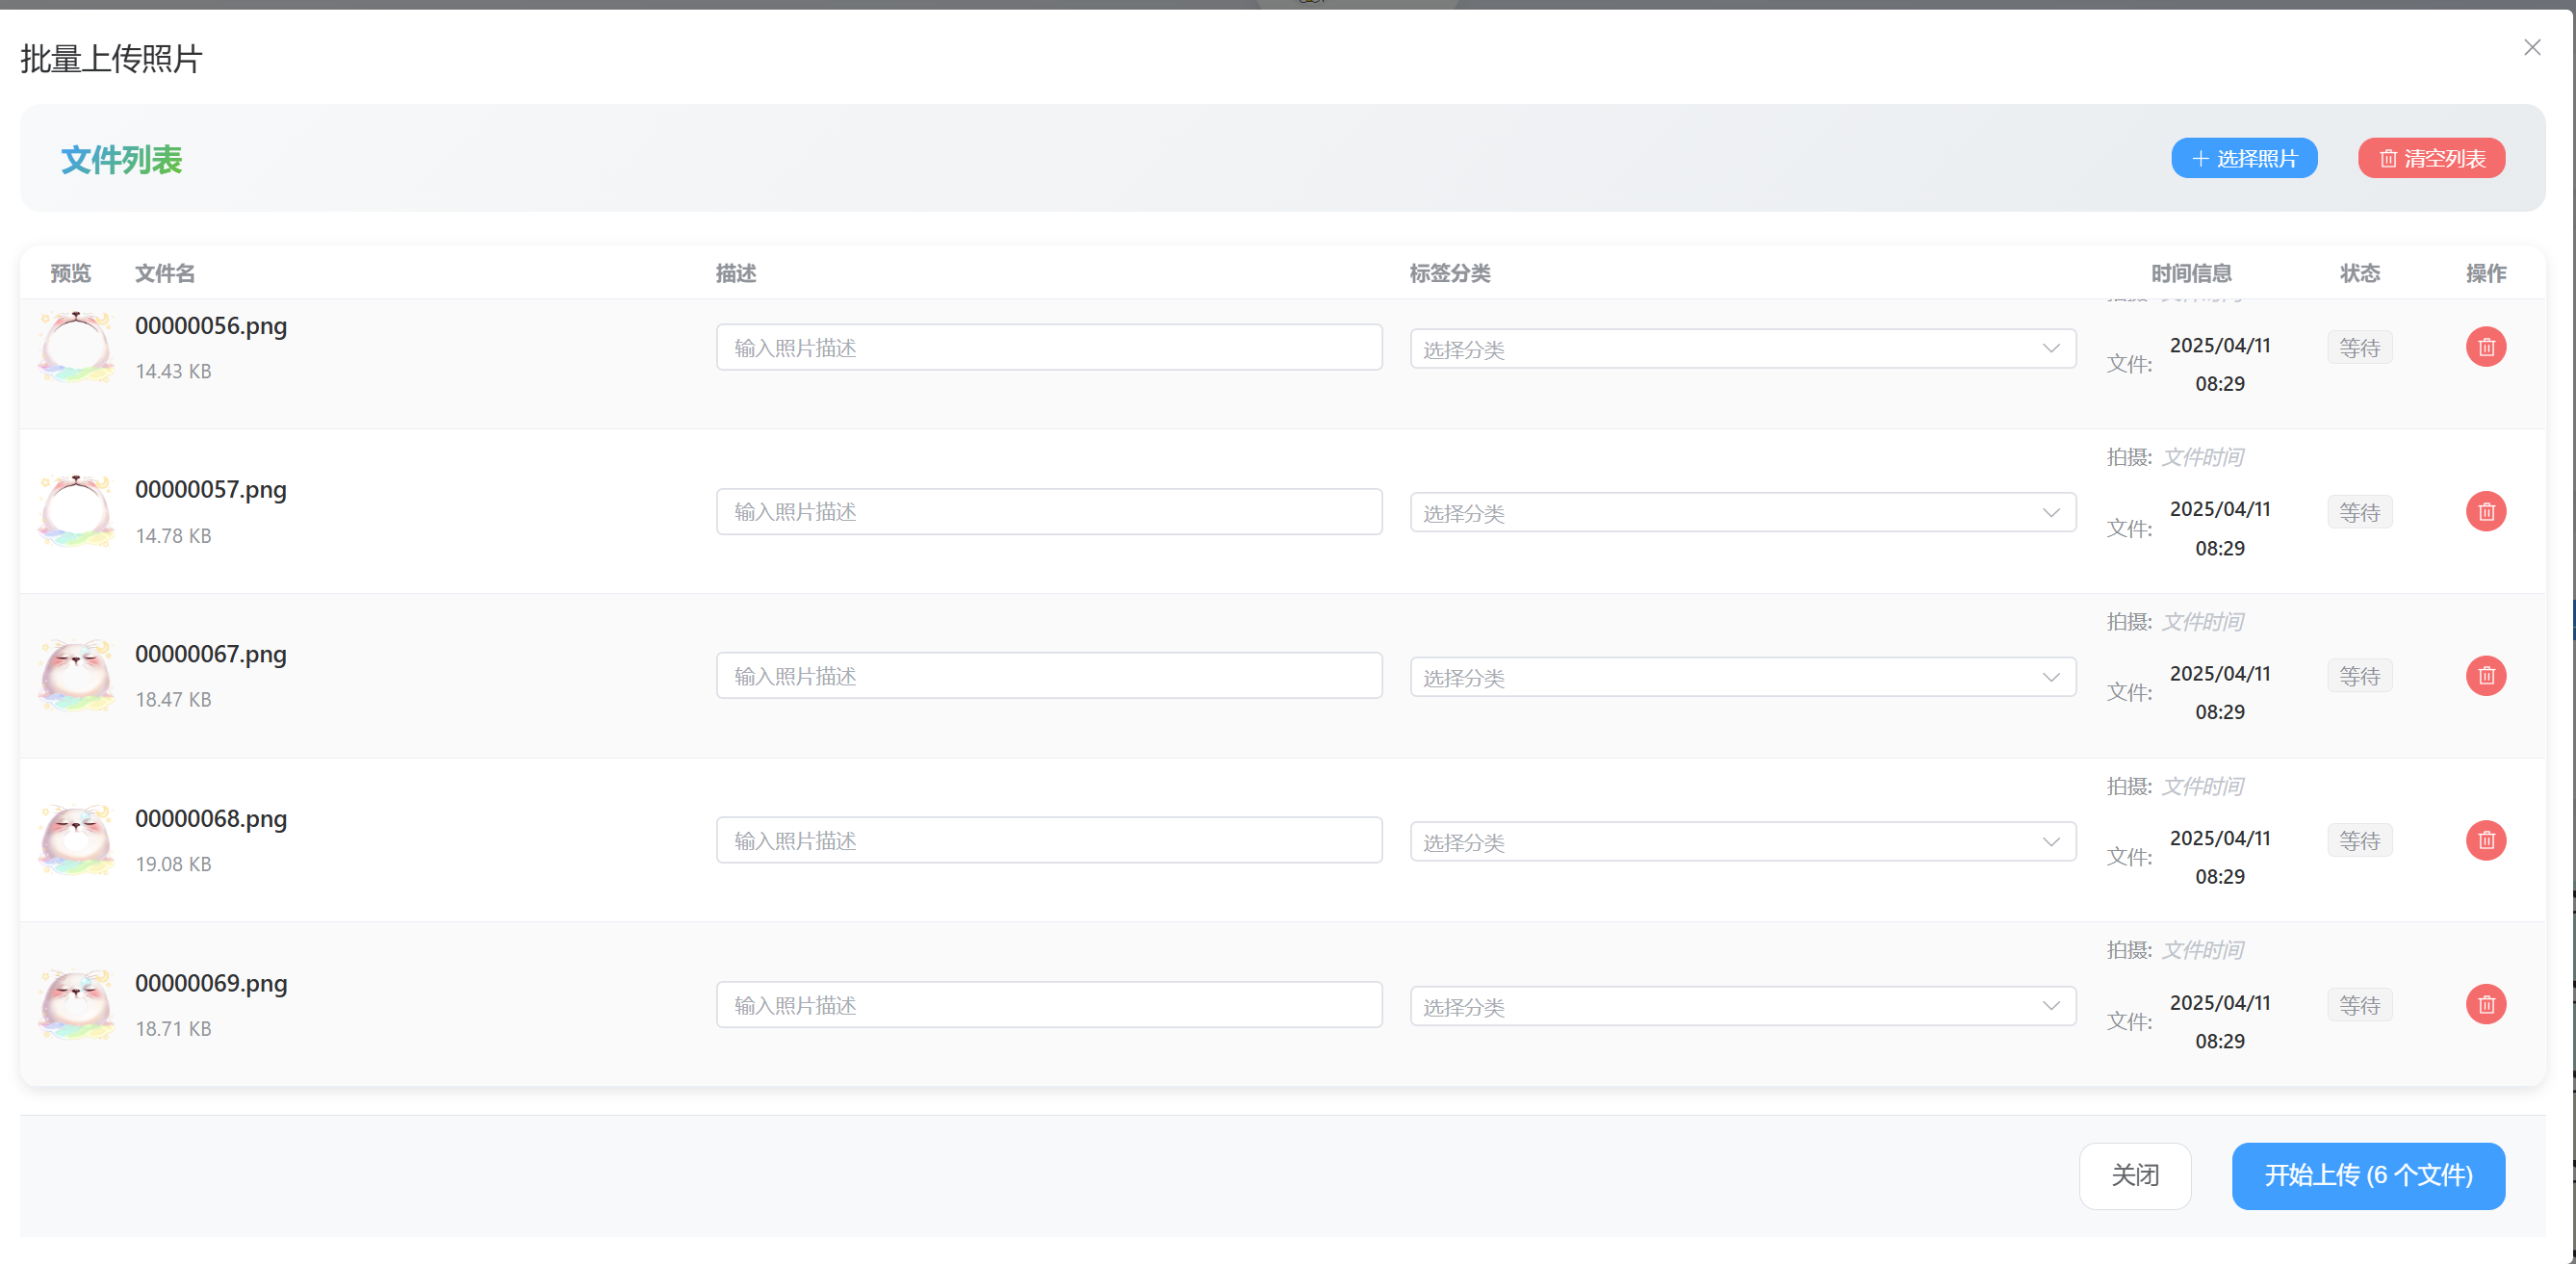 批量上传照片
文件列表
选择照片
清空列表
预览 文件名 描述 标签分类 时间信息 状态 操作
00000056.png
14.43 KB
输入照片描述
选择分类
文件: 2025/04/11
08:29
等待
00000057.png
14.78 KB
输入照片描述
选择分类
拍摄: 文件时间
文件: 2025/04/11
08:29
等待
00000067.png
18.47 KB
输入照片描述
选择分类
拍摄: 文件时间
文件: 2025/04/11
08:29
等待
00000068.png
19.08 KB
输入照片描述
选择分类
拍摄: 文件时间
文件: 2025/04/11
08:29
等待
00000069.png
18.71 KB
输入照片描述
选择分类
拍摄: 文件时间
文件: 2025/04/11
08:29
等待
关闭
开始上传 (6 个文件)